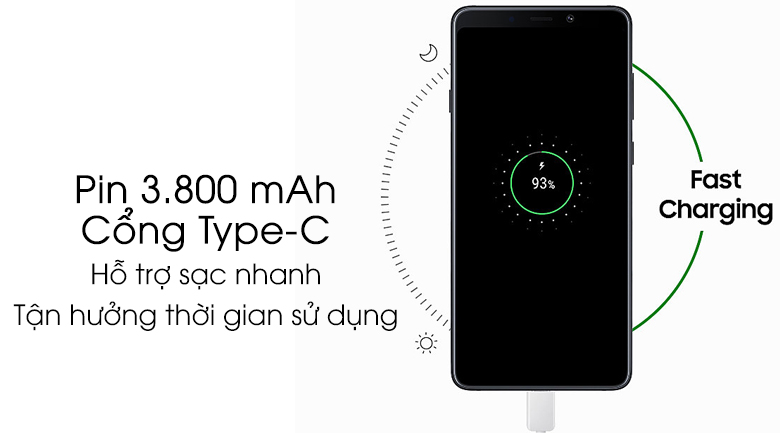 Pin 3.800 mAh
Cổng Type-C
Hỗ trợ sạc nhanh
Tận hưởng thời gian sử dụng
93%
Fast
Charging